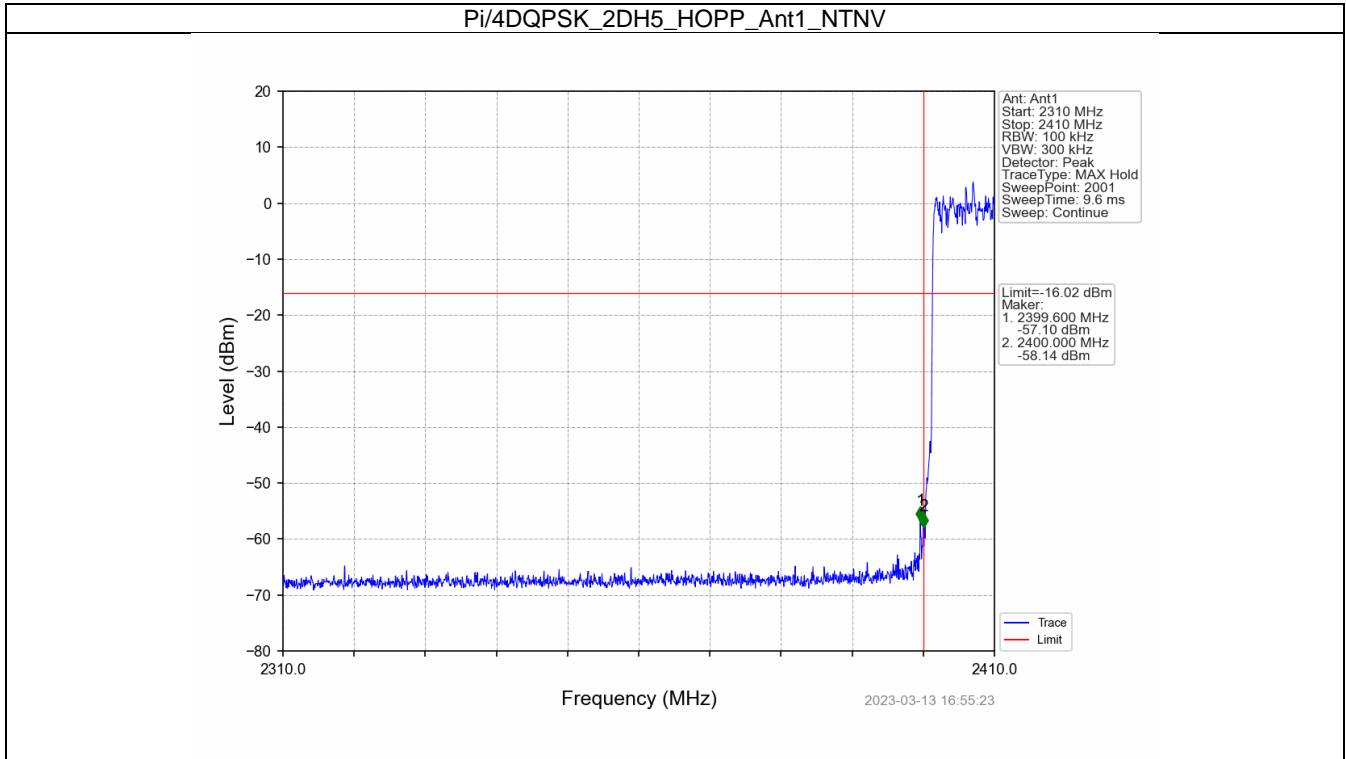 Pi/4DQPSK_2DH5_HOPP_Ant1_NTNV
20
10
0
−10
−20
−30
−40
−50
−60
−70
−80
Level (dBm)
2310.0
2410.0
Frequency (MHz)
2023-03-13 16:55:23
1
2
Ant: Ant1
Start: 2310 MHz
Stop: 2410 MHz
RBW: 100 kHz
VBW: 300 kHz
Detector: Peak
TraceType: MAX Hold
SweepPoint: 2001
SweepTime: 9.6 ms
Sweep: Continue
Limit=-16.02 dBm
Maker:
1. 2399.600 MHz
-57.10 dBm
2. 2400.000 MHz
-58.14 dBm
Trace
Limit